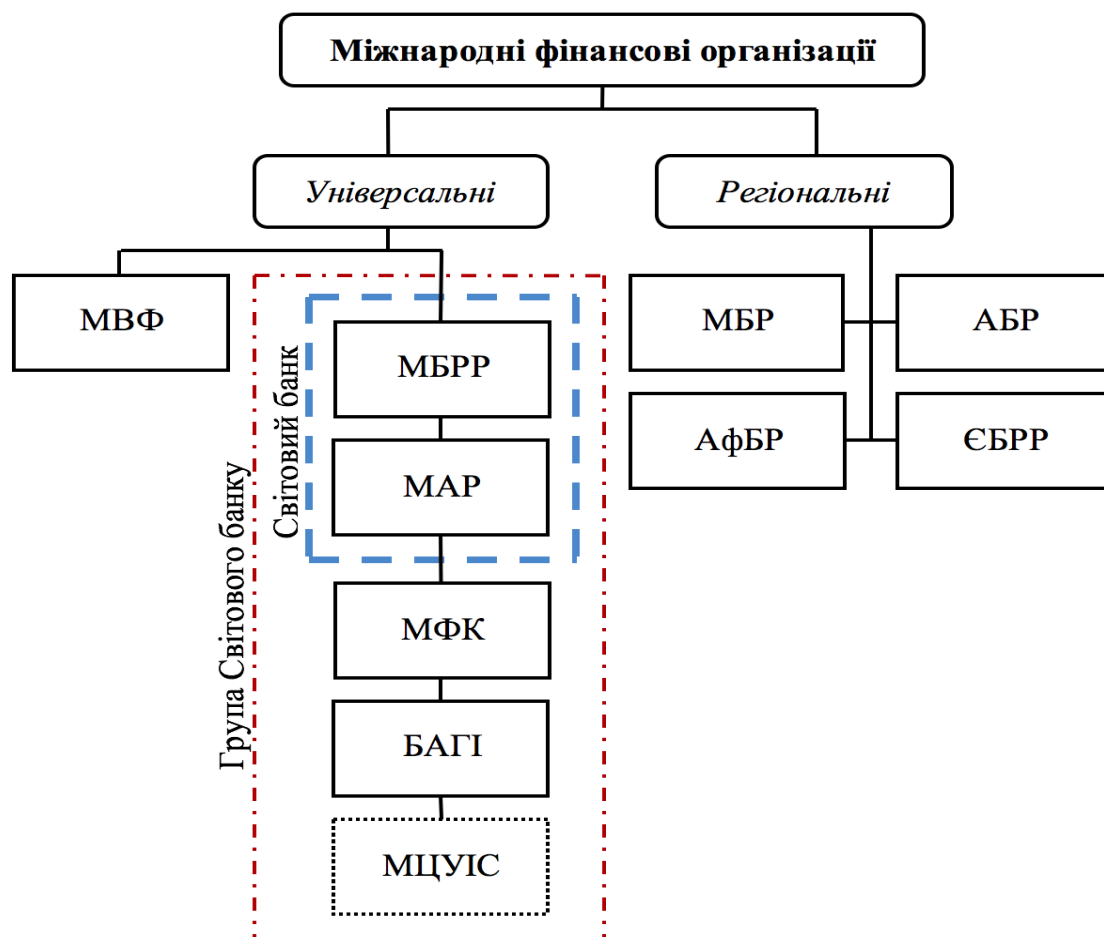 Міжнародні фінансові організації
Універсальні
Регіональні
МВФ
Група Світового банку
Світовий банк
МБРР
МАР
МФК
БАГІ
МЦУІС
МБР
АБР
АфБР
ЄБРР